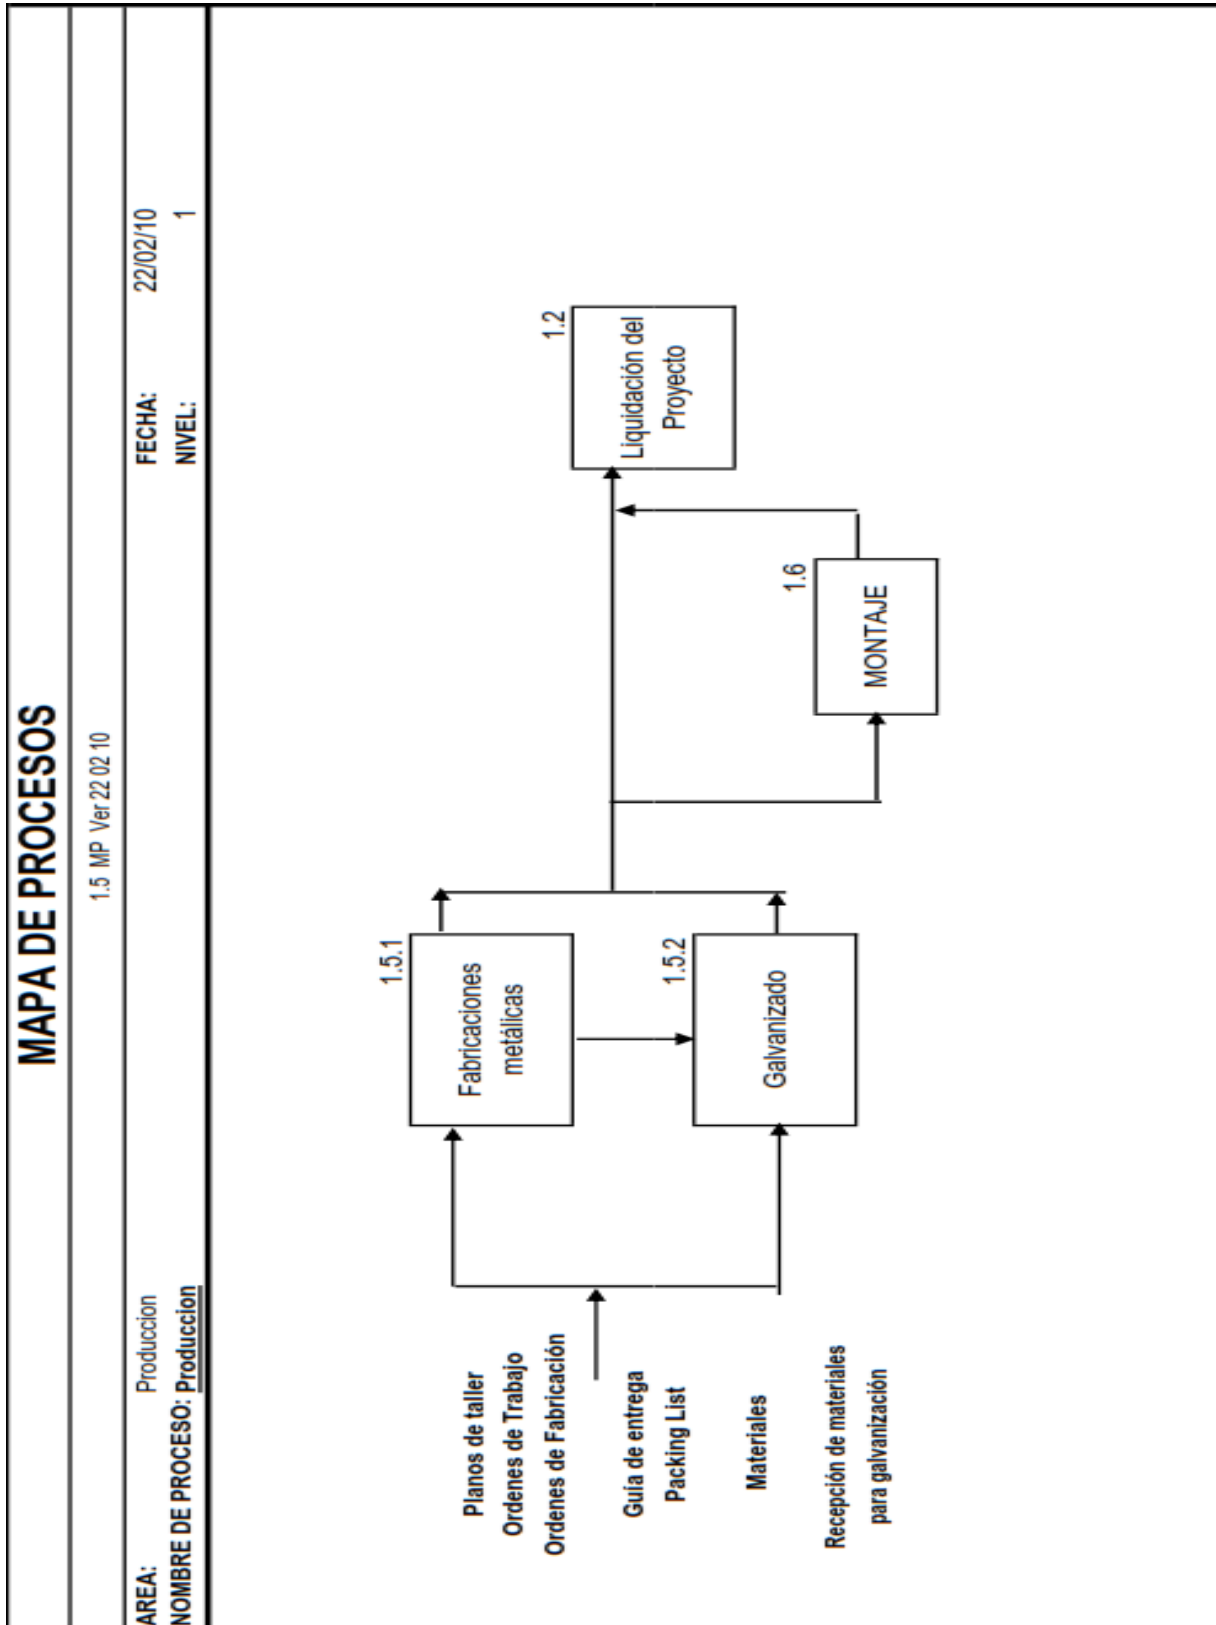 MAPA DE PROCESOS
1.5 MP Ver 22 02 10
AREA: Produccion FECHA: 22/02/10
NOMBRE DE PROCESO: Produccion NIVEL: 1
Planos de taller
Ordenes de Trabajo
Ordenes de Fabricación
Guía de entrega
Packing List
Materiales
Recepción de materiales
para galvanización
1.5.1
Fabricaciones
metálicas
1.5.2
Galvanizado
1.6
MONTAJE
1.2
Liquidación del
Proyecto